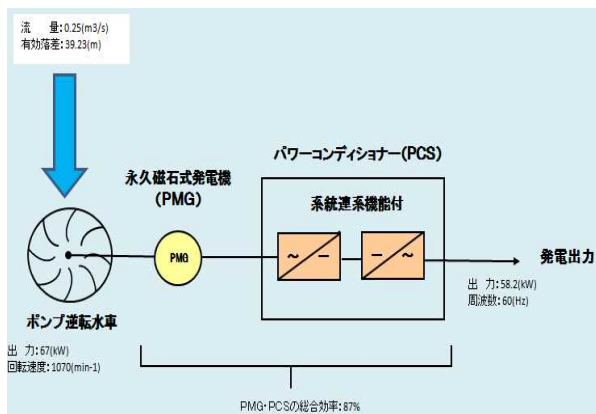 流　量:0.25(m3/s)
有効落差:39.23(m)
パワーコンディショナー(PCS)
永久磁石式発電機
(PMG)
系統連系機能付
PMG
~
−
−
~
発電出力
出　力:58.2(kW)
周波数:60(Hz)
ポンプ逆転水車
出　力:67(kW)
回転速度:1070(min-1)
PMG・PCSの総合効率:87%